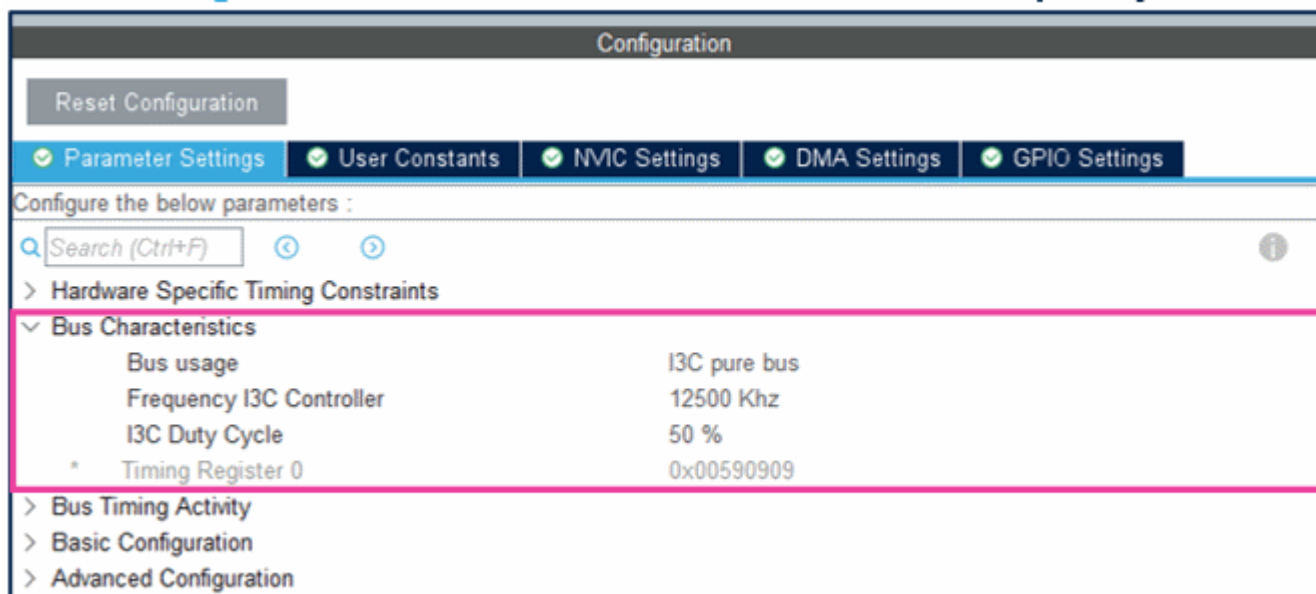 Configuration
Reset Configuration
Parameter Settings User Constants NVIC Settings DMA Settings GPIO Settings
Configure the below parameters :
Search (Ctrl+F)
> Hardware Specific Timing Constraints
Bus Characteristics
Bus usage I3C pure bus
Frequency I3C Controller 12500 Khz
I3C Duty Cycle 50 %
* Timing Register 0 0x00590909
> Bus Timing Activity
> Basic Configuration
> Advanced Configuration